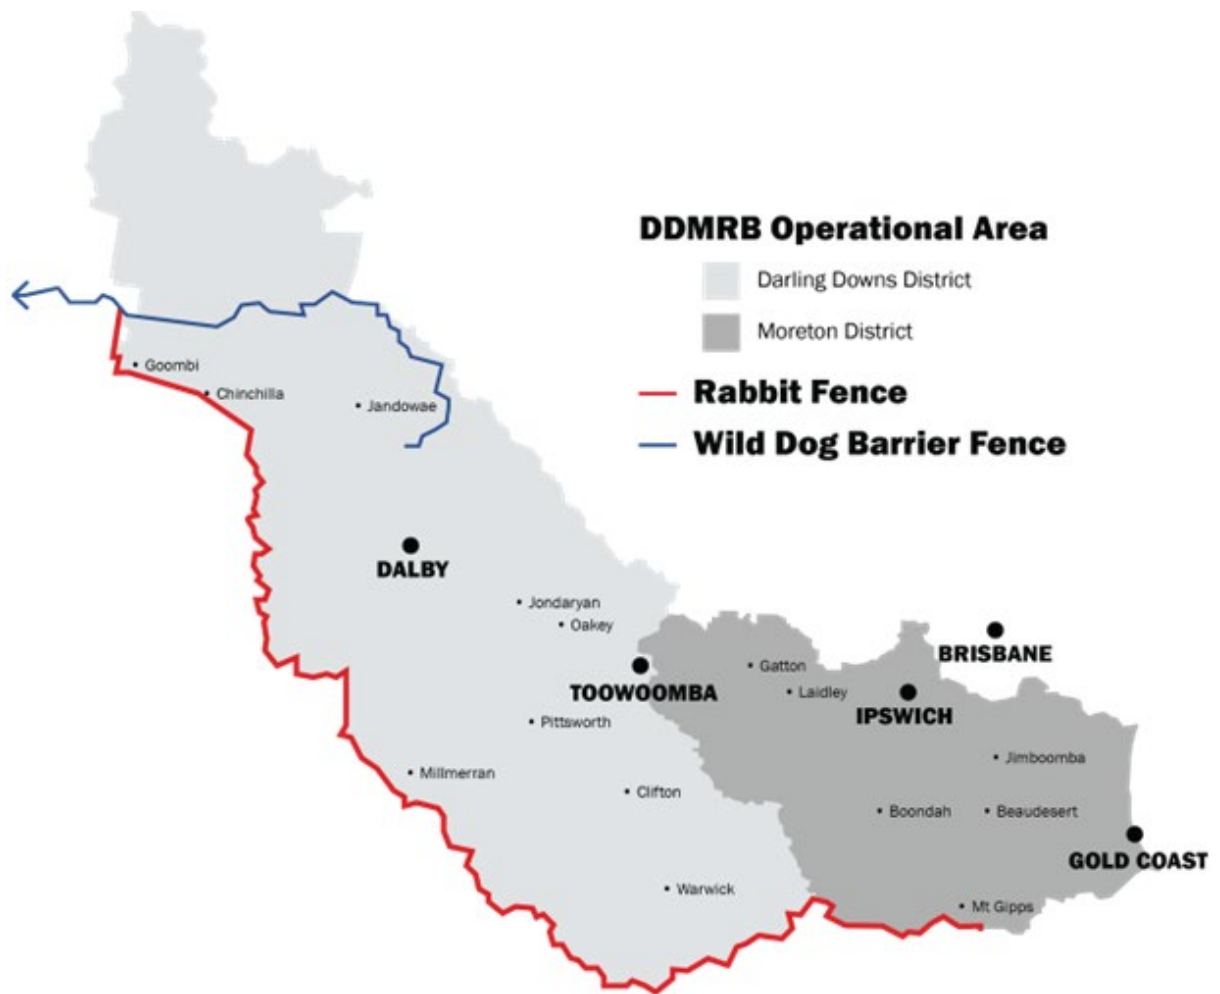 DDMRB Operational Area
Darling Downs District
Moreton District
Rabbit Fence
Wild Dog Barrier Fence
Goombi
Chinchilla
Jandowae
DALBY
Jondaryan
Oakey
TOOWOOMBA
Gatton
Laidley
BRISBANE
IPSWICH
Pittsworth
Millmerran
Clifton
Jimboomba
Boondah
Beaudesert
GOLD COAST
Warwick
Mt Gipps